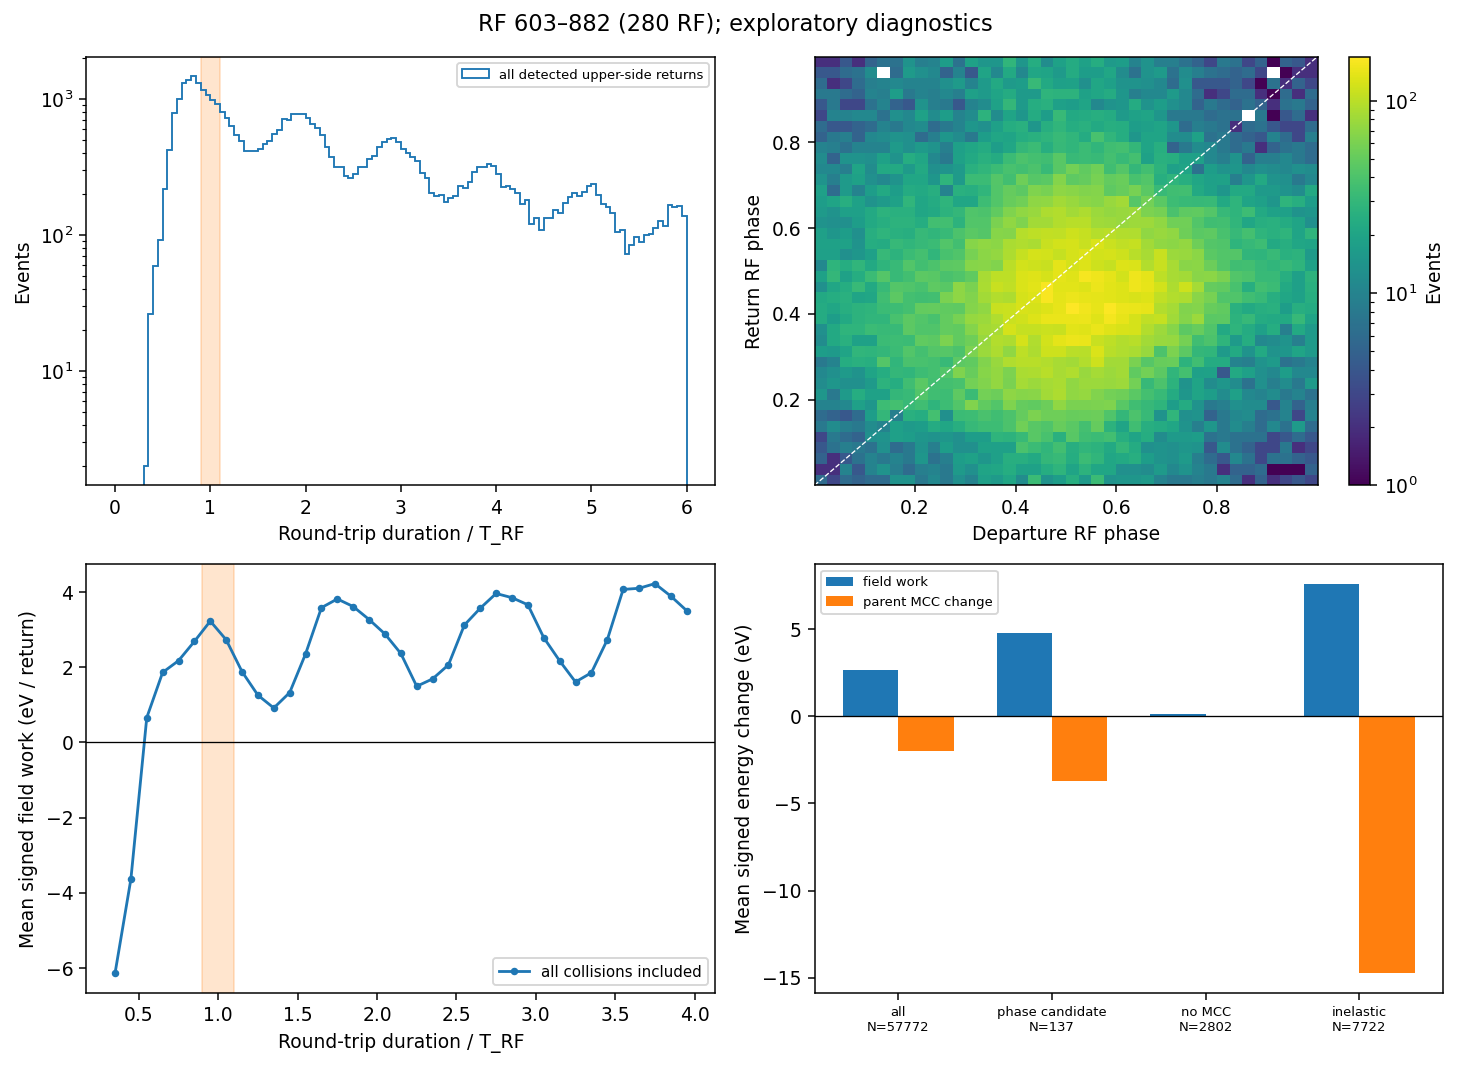 RF 603–882 (280 RF); exploratory diagnostics
all detected upper-side returns
Events
10³
10²
10¹
0 1 2 3 4 5 6
Round-trip duration / T_RF
Return RF phase
0.8
0.6
0.4
0.2
0.2 0.4 0.6 0.8
Departure RF phase
10²
10¹
10⁰
Events
Mean signed field work (eV / return)
4
2
0
−2
−4
−6
all collisions included
0.5 1.0 1.5 2.0 2.5 3.0 3.5 4.0
Round-trip duration / T_RF
Mean signed energy change (eV)
field work
parent MCC change
5
0
−5
−10
−15
all
N=57772
phase candidate
N=137
no MCC
N=2802
inelastic
N=7722